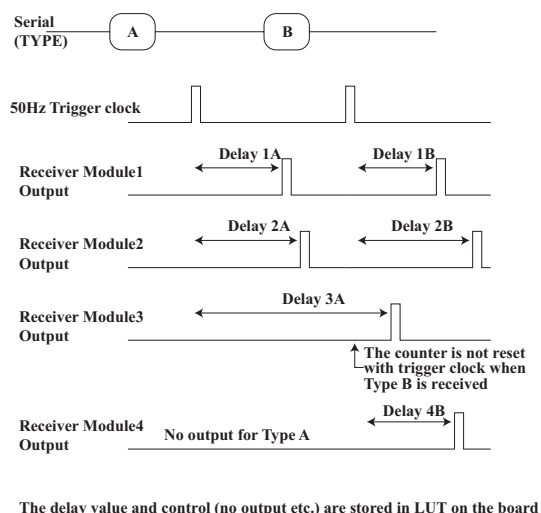 Serial
(TYPE)
A
B
50Hz Trigger clock
Delay 1A
Delay 1B
Receiver Module1
Output
Delay 2A
Delay 2B
Receiver Module2
Output
Delay 3A
Receiver Module3
Output
The counter is not reset
with trigger clock when
Type B is received
Delay 4B
Receiver Module4
Output
No output for Type A
The delay value and control (no output etc.) are stored in LUT on the board